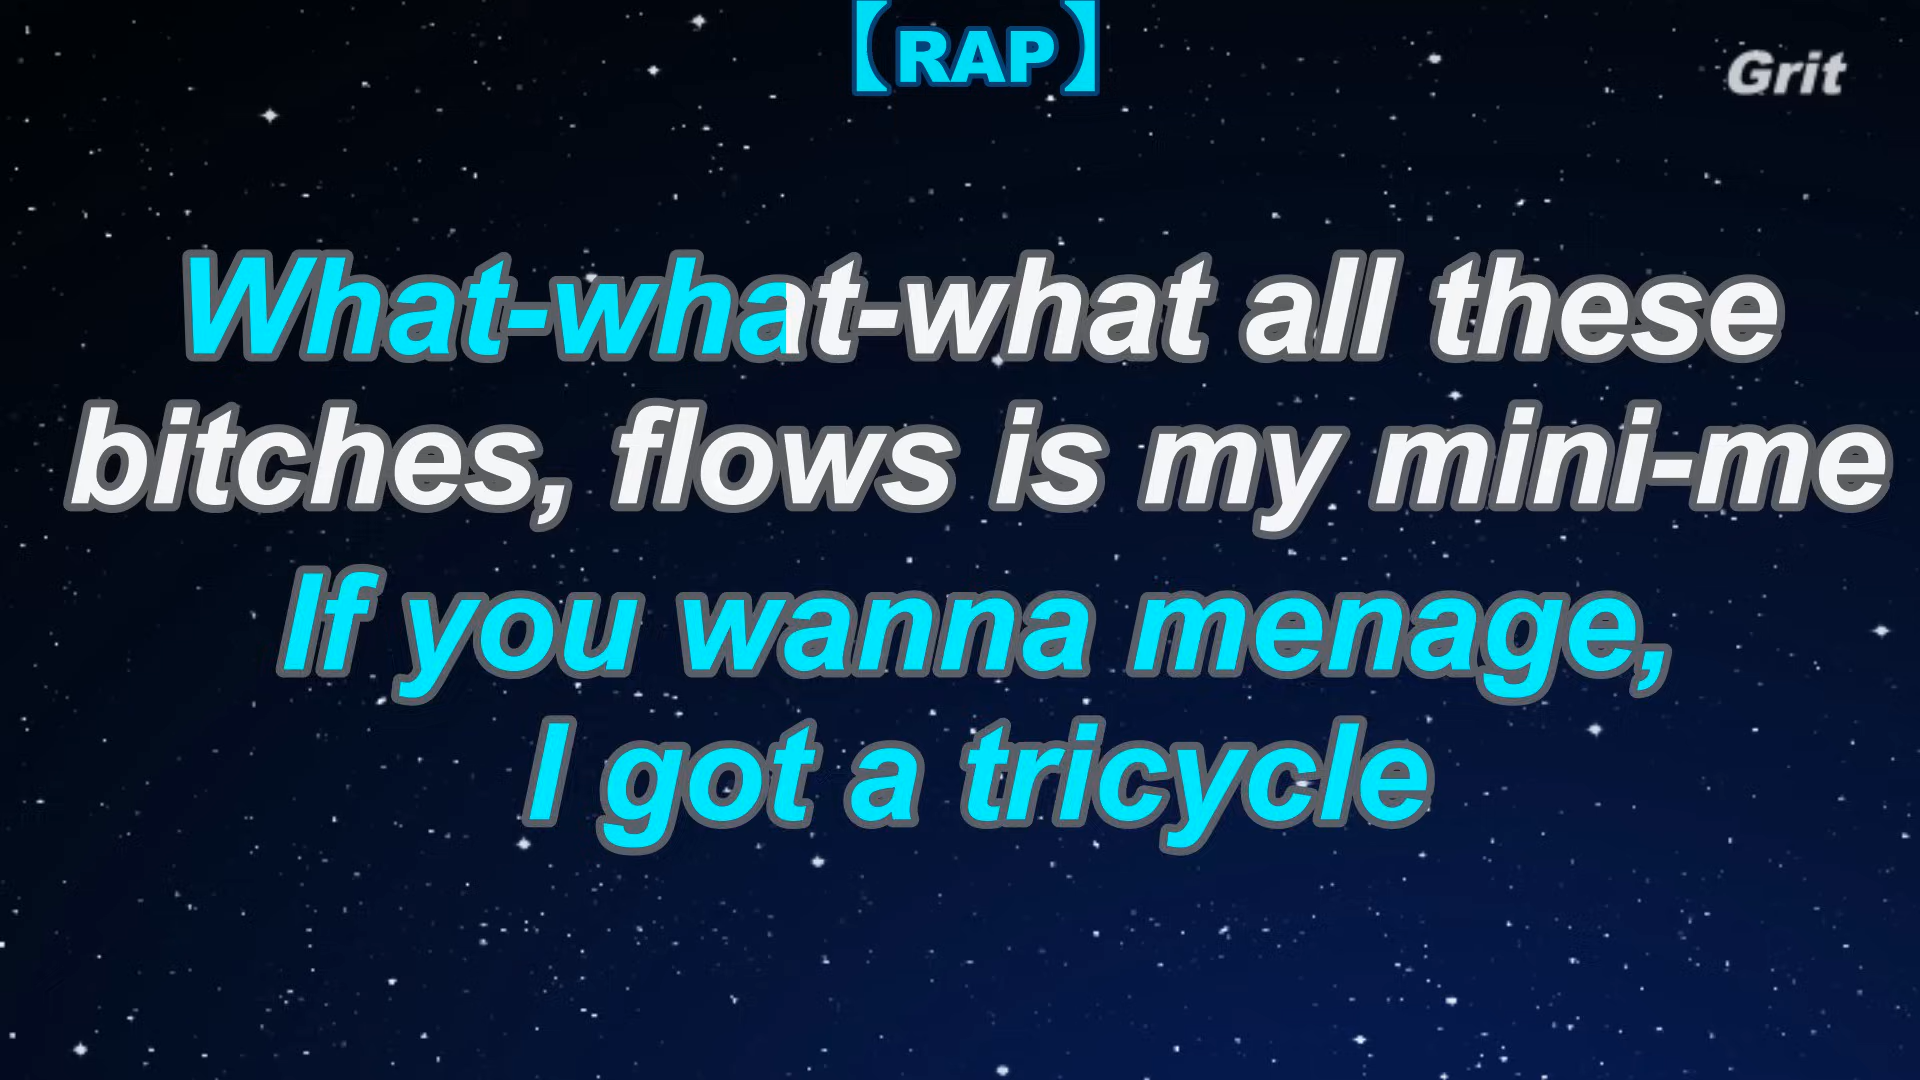 【RAP】
Grit
What-what-what all these
bitches, flows is my mini-me
If you wanna menage,
I got a tricycle